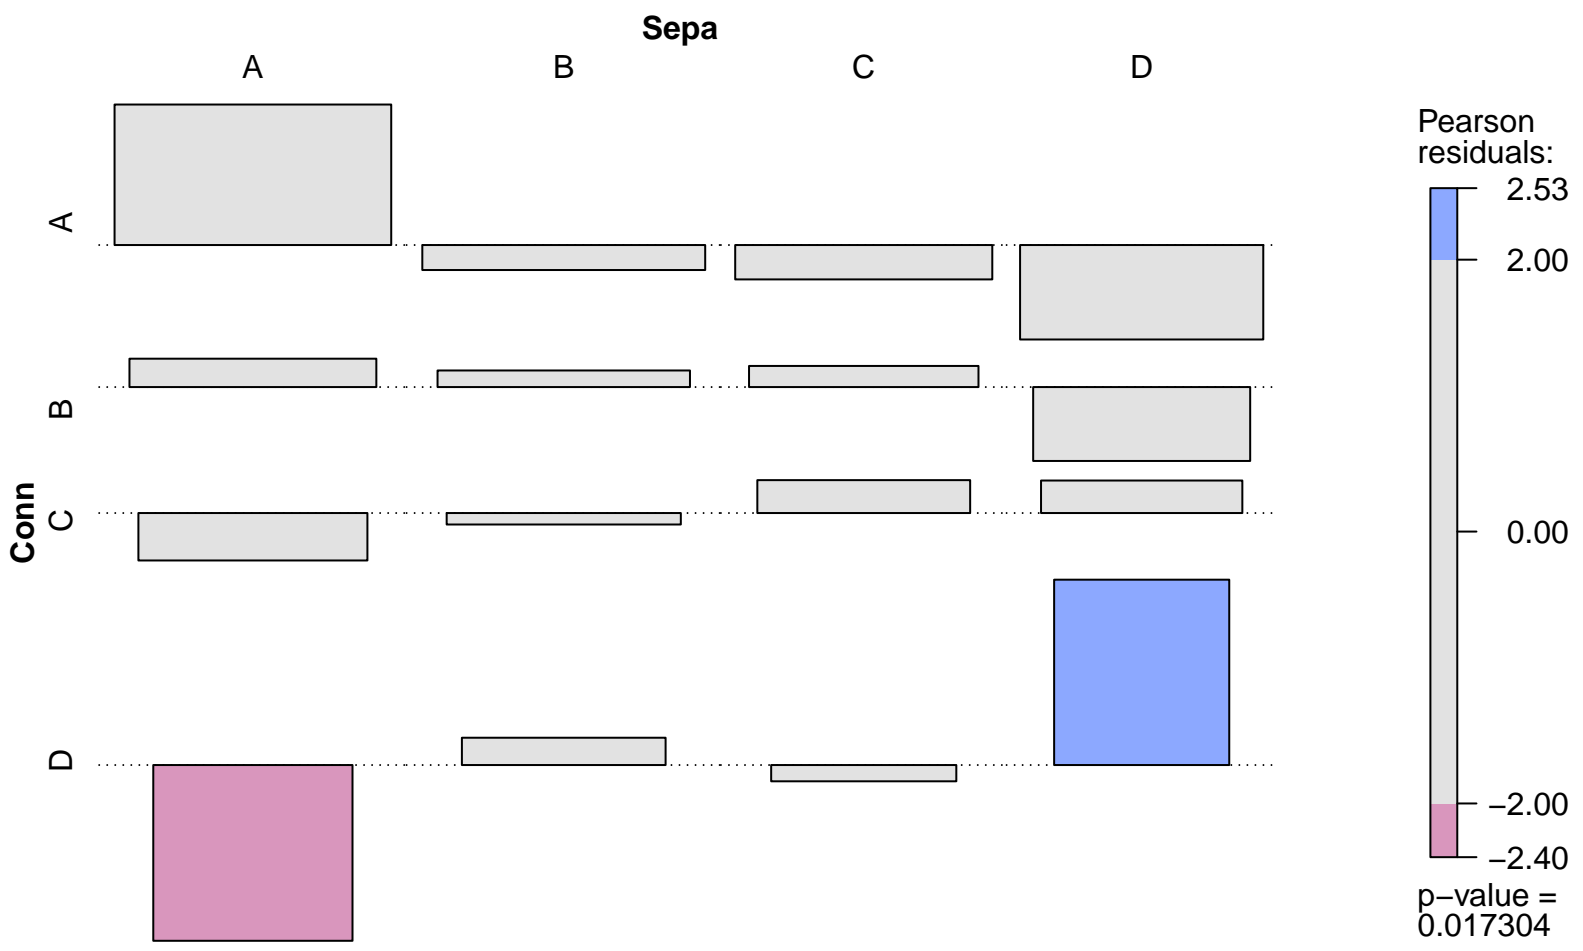 Sepa
A B C D
Conn
A
B
C
D
Pearson
residuals:
2.53
2.00
0.00
−2.00
−2.40
p−value =
0.017304